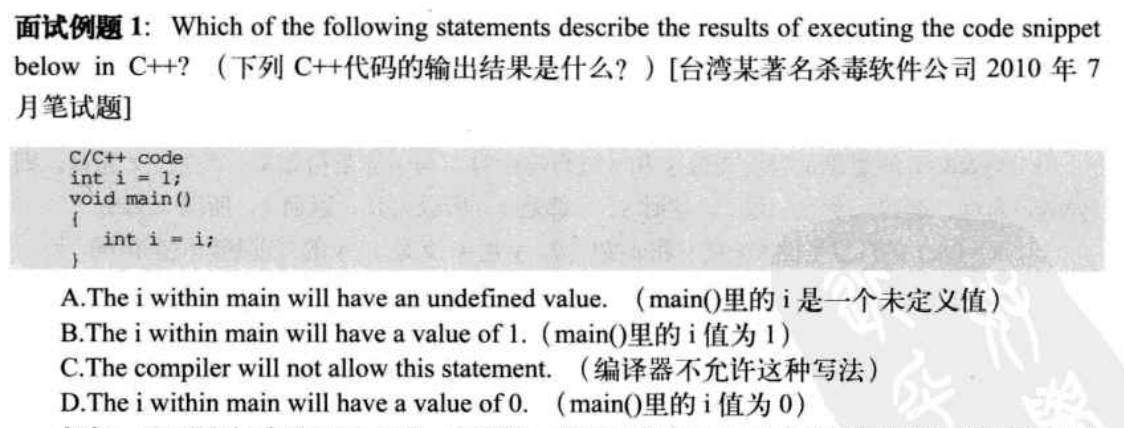 面试例题 1: Which of the following statements describe the results of executing the code snippet
below in C++? (下列 C++代码的输出结果是什么? ) [台湾某著名杀毒软件公司 2010 年 7
月笔试题]
C/C++ code
int i = 1;
void main()
{
int i = i;
}
A.The i within main will have an undefined value. (main()里的 i 是一个未定义值)
B.The i within main will have a value of 1. (main()里的 i 值为 1)
C.The compiler will not allow this statement. (编译器不允许这种写法)
D.The i within main will have a value of 0. (main()里的 i 值为 0)